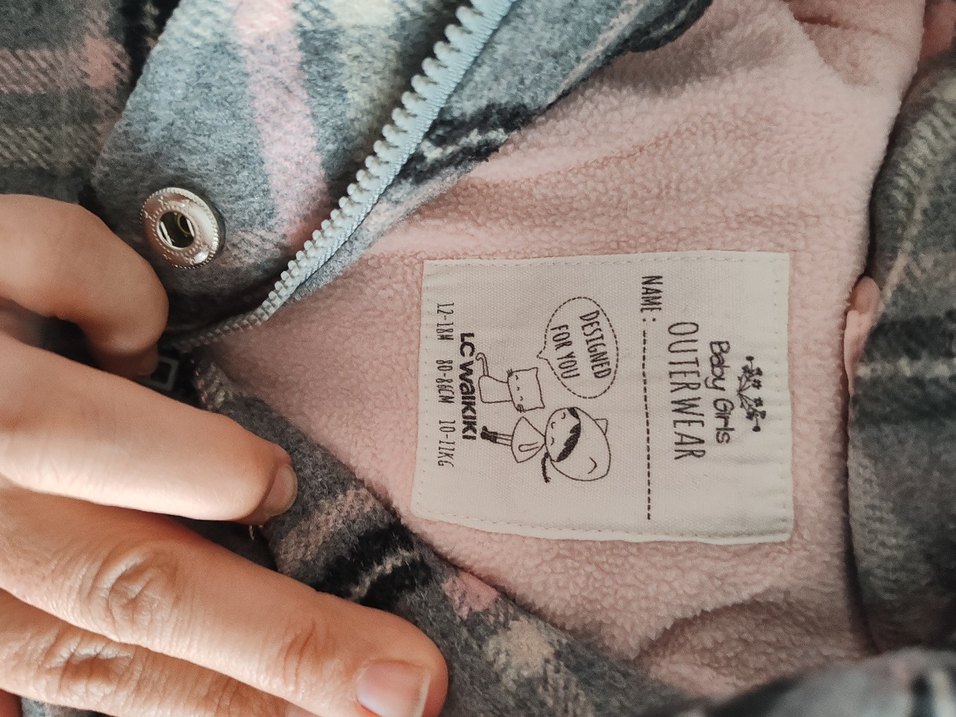 Baby Girls
OUTERWEAR
NAME:
DESIGNED
FOR YOU
LC WAIKIKI
12-18M 80-86CM 10-11KG